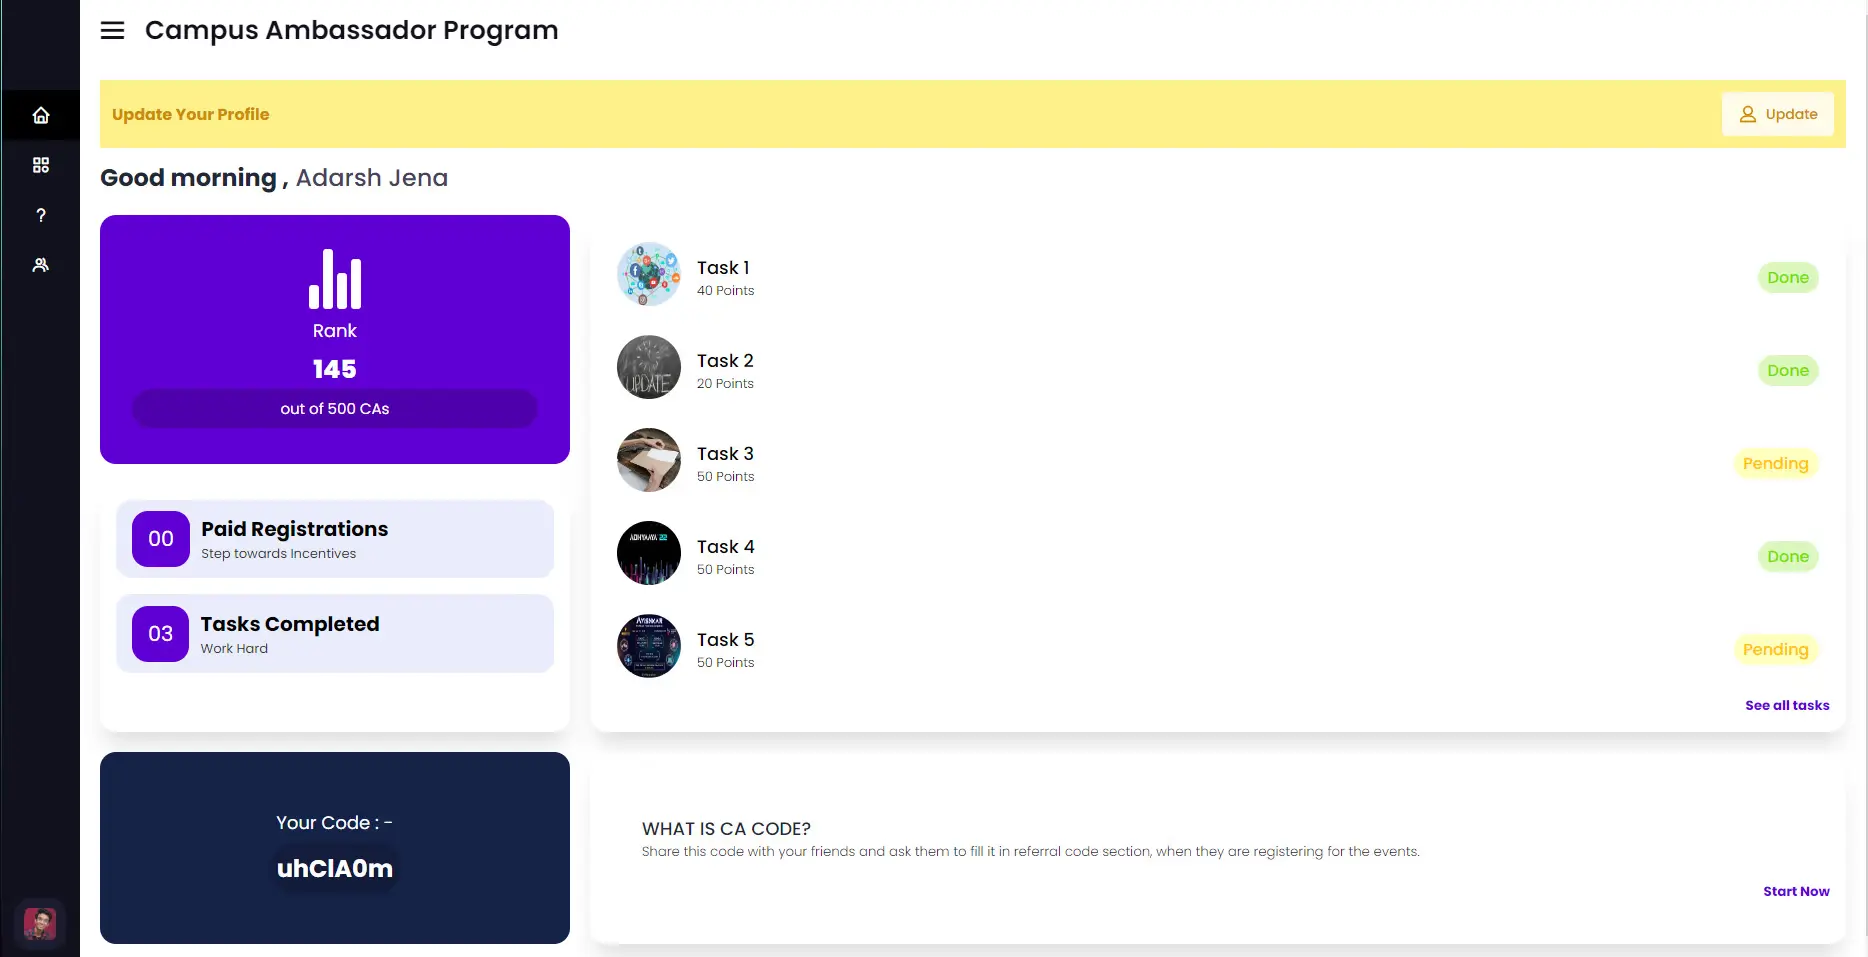 Campus Ambassador Program
Update Your Profile
Update
Good morning , Adarsh Jena
Rank
145
out of 500 CAs
00
Paid Registrations
Step towards Incentives
03
Tasks Completed
Work Hard
Task 1
40 Points
Done
UPDATE
Task 2
20 Points
Done
Task 3
50 Points
Pending
ADHYAAYA 22
Task 4
50 Points
Done
Task 5
50 Points
Pending
See all tasks
Your Code : -
uhClA0m
WHAT IS CA CODE?
Share this code with your friends and ask them to fill it in referral code section, when they are registering for the events.
Start Now